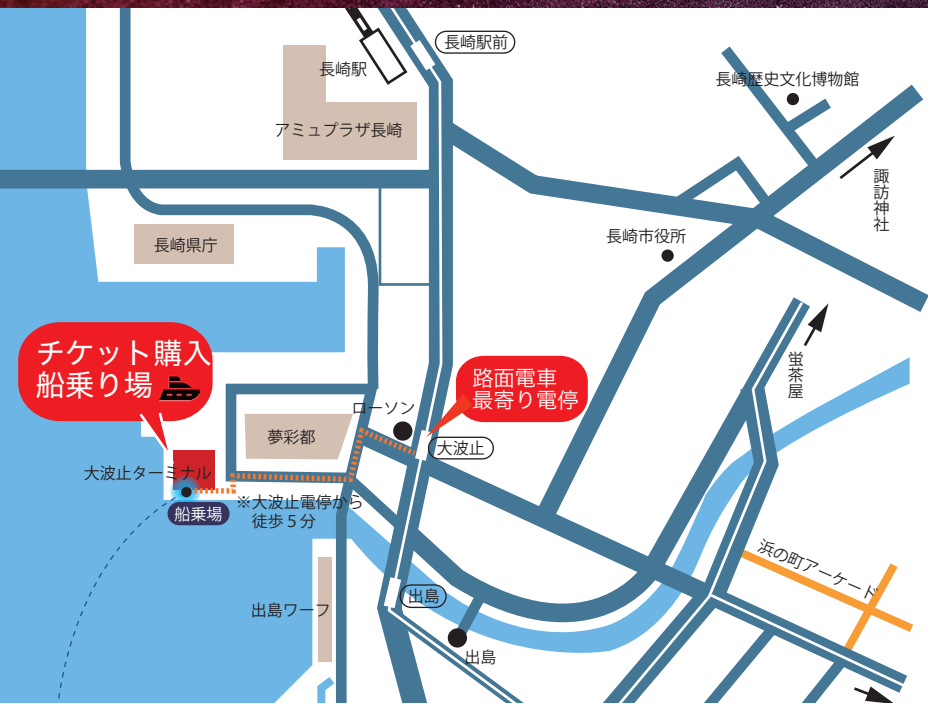 長崎駅前
長崎駅
長崎歴史文化博物館
アミュプラザ長崎
諏訪神社
長崎市役所
長崎県庁
チケット購入
船乗り場
蛍茶屋
路面電車
最寄り電停
ローソン
夢彩都
大波止
大波止ターミナル
※大波止電停から
徒歩5分
船乗場
浜の町アーケード
出島
出島ワーフ
出島